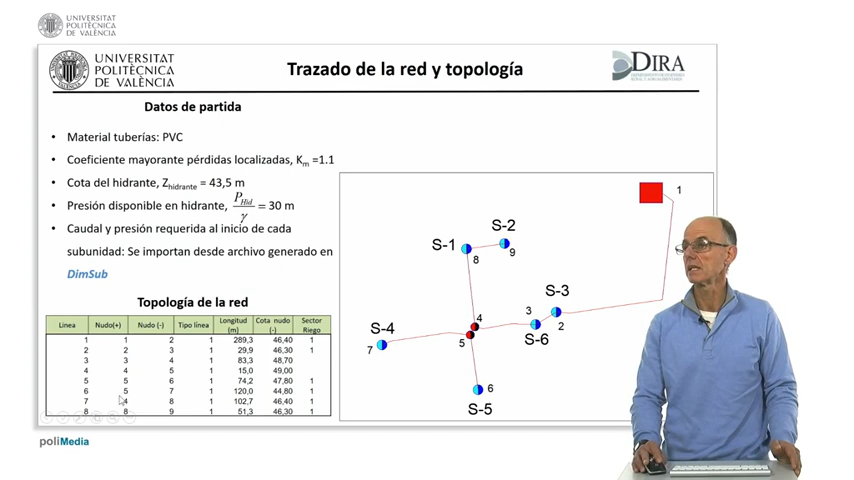 UNIVERSITAT
POLITÈCNICA
DE VALÈNCIA
UNIVERSITAT
POLITÈCNICA
DE VALÈNCIA
Trazado de la red y topología
DIRA
Datos de partida
• Material tuberías: PVC
• Coeficiente mayorante pérdidas localizadas, Km =1.1
• Cota del hidrante, Zhidrante = 43,5 m
• Presión disponible en hidrante, PHid/γ = 30 m
• Caudal y presión requerida al inicio de cada
subunidad: Se importan desde archivo generado en
DimSub
Topología de la red
Linea Nudo(+) Nudo (-) Tipo línea Longitud (m) Cota nudo (-) Sector Riego
1 1 2 1 289,3 46,40 1
2 2 3 1 29,9 46,30 1
3 3 4 1 83,3 48,70
4 4 5 1 15,0 49,00
5 5 6 1 74,2 47,80 1
6 5 7 1 120,0 44,80 1
7 4 8 1 102,7 46,40 1
8 8 9 1 51,3 46,30 1
1
S-2
S-1
8
9
S-3
3
2
4
S-6
S-4
5
7
6
S-5
poliMedia